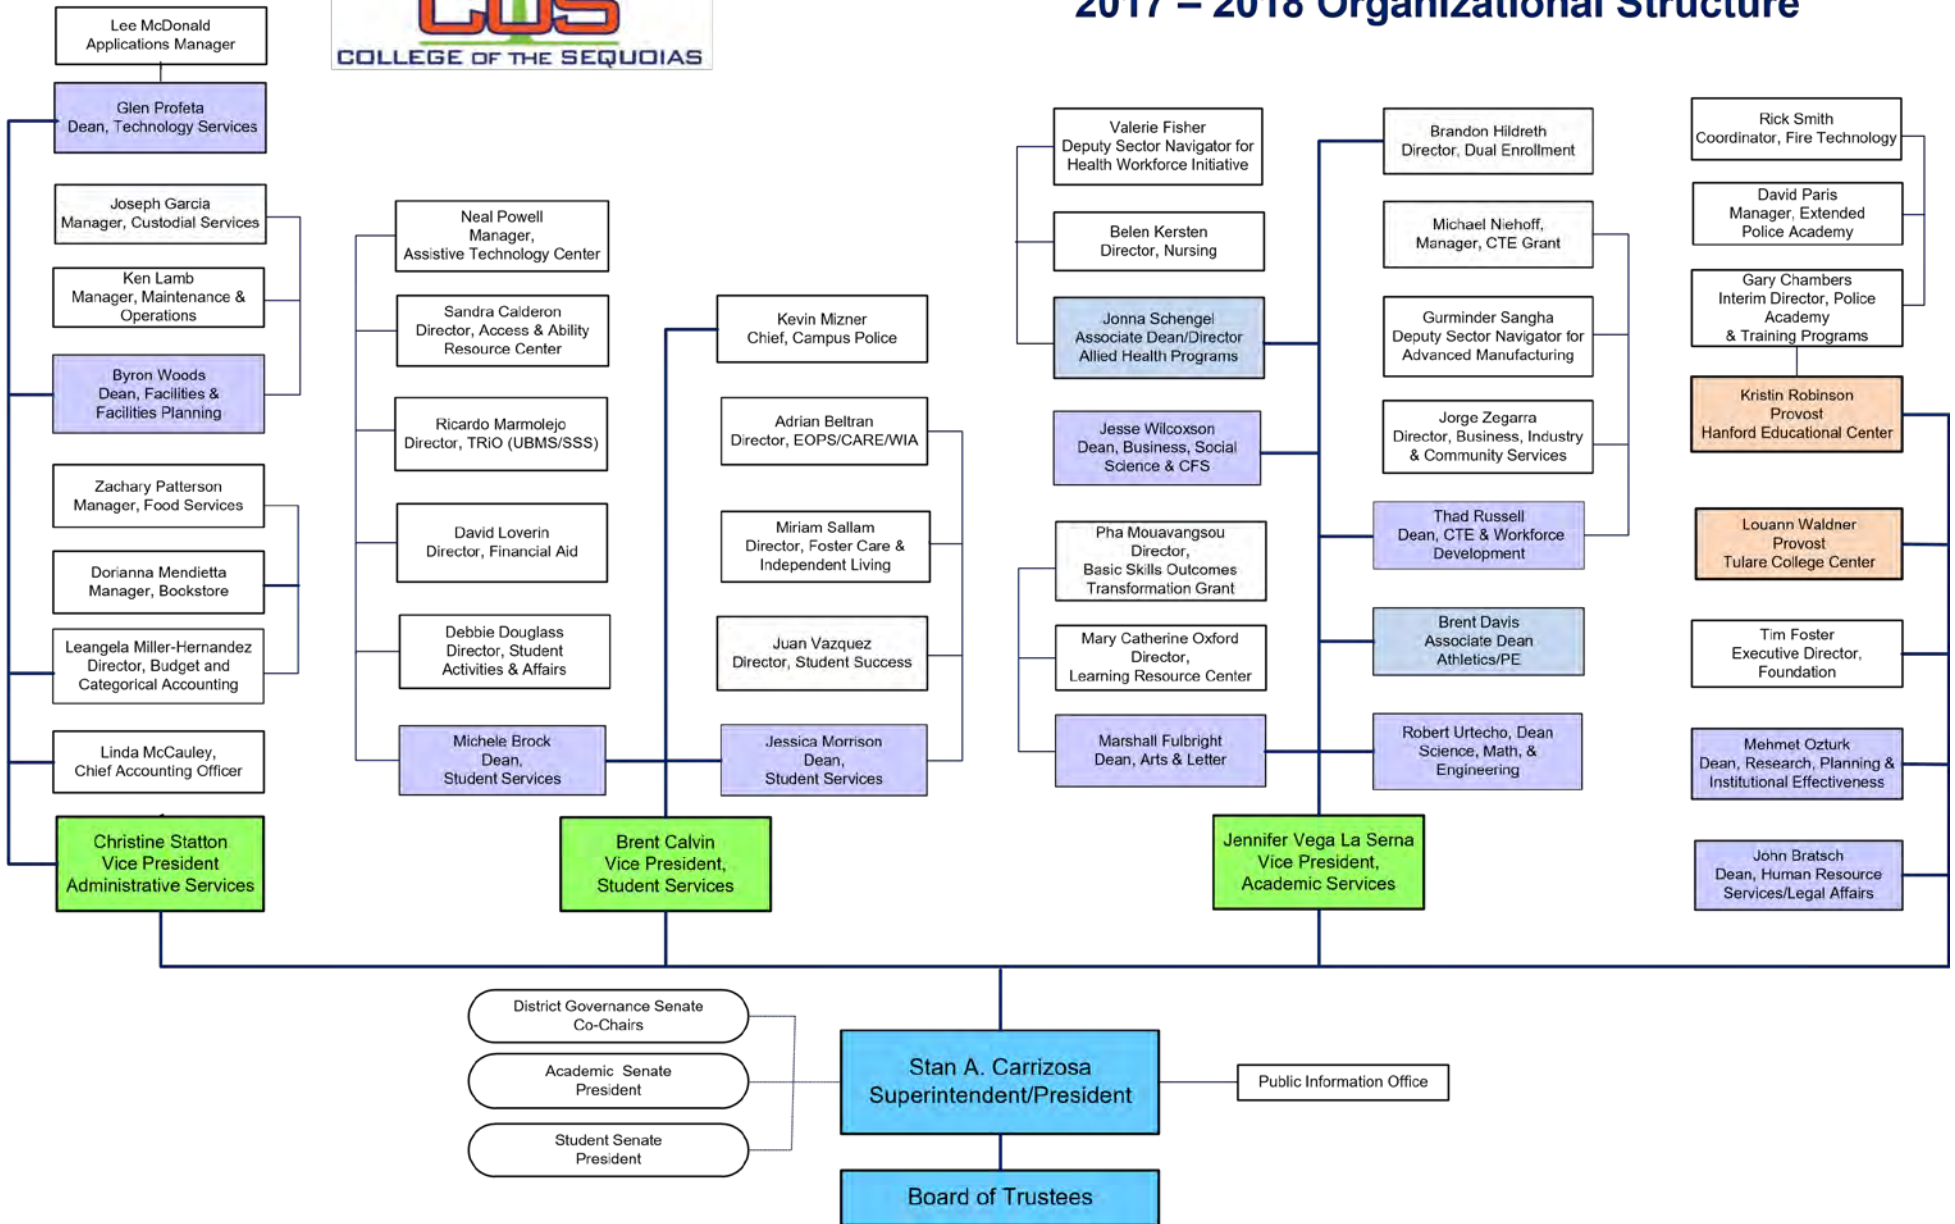 2017 – 2018 Organizational Structure
COS
COLLEGE OF THE SEQUOIAS
Lee McDonald
Applications Manager
Glen Profeta
Dean, Technology Services
Joseph Garcia
Manager, Custodial Services
Ken Lamb
Manager, Maintenance &
Operations
Byron Woods
Dean, Facilities &
Facilities Planning
Zachary Patterson
Manager, Food Services
Dorianna Mendietta
Manager, Bookstore
Leangela Miller-Hernandez
Director, Budget and
Categorical Accounting
Linda McCauley,
Chief Accounting Officer
Christine Statton
Vice President
Administrative Services
Neal Powell
Manager,
Assistive Technology Center
Sandra Calderon
Director, Access & Ability
Resource Center
Ricardo Marmolejo
Director, TRiO (UBMS/SSS)
David Loverin
Director, Financial Aid
Debbie Douglass
Director, Student
Activities & Affairs
Michele Brock
Dean,
Student Services
Kevin Mizner
Chief, Campus Police
Adrian Beltran
Director, EOPS/CARE/WIA
Miriam Sallam
Director, Foster Care &
Independent Living
Juan Vazquez
Director, Student Success
Jessica Morrison
Dean,
Student Services
Brent Calvin
Vice President,
Student Services
Valerie Fisher
Deputy Sector Navigator for
Health Workforce Initiative
Belen Kersten
Director, Nursing
Jonna Schengel
Associate Dean/Director
Allied Health Programs
Jesse Wilcoxson
Dean, Business, Social
Science & CFS
Pha Mouavangsou
Director,
Basic Skills Outcomes
Transformation Grant
Mary Catherine Oxford
Director,
Learning Resource Center
Marshall Fulbright
Dean, Arts & Letter
Brandon Hildreth
Director, Dual Enrollment
Michael Niehoff,
Manager, CTE Grant
Gurminder Sangha
Deputy Sector Navigator for
Advanced Manufacturing
Jorge Zegarra
Director, Business, Industry
& Community Services
Thad Russell
Dean, CTE & Workforce
Development
Brent Davis
Associate Dean
Athletics/PE
Robert Urtecho, Dean
Science, Math, &
Engineering
Jennifer Vega La Serna
Vice President,
Academic Services
Rick Smith
Coordinator, Fire Technology
David Paris
Manager, Extended
Police Academy
Gary Chambers
Interim Director, Police
Academy
& Training Programs
Kristin Robinson
Provost
Hanford Educational Center
Louann Waldner
Provost
Tulare College Center
Tim Foster
Executive Director,
Foundation
Mehmet Ozturk
Dean, Research, Planning &
Institutional Effectiveness
John Bratsch
Dean, Human Resource
Services/Legal Affairs
District Governance Senate
Co-Chairs
Academic Senate
President
Student Senate
President
Stan A. Carrizosa
Superintendent/President
Public Information Office
Board of Trustees